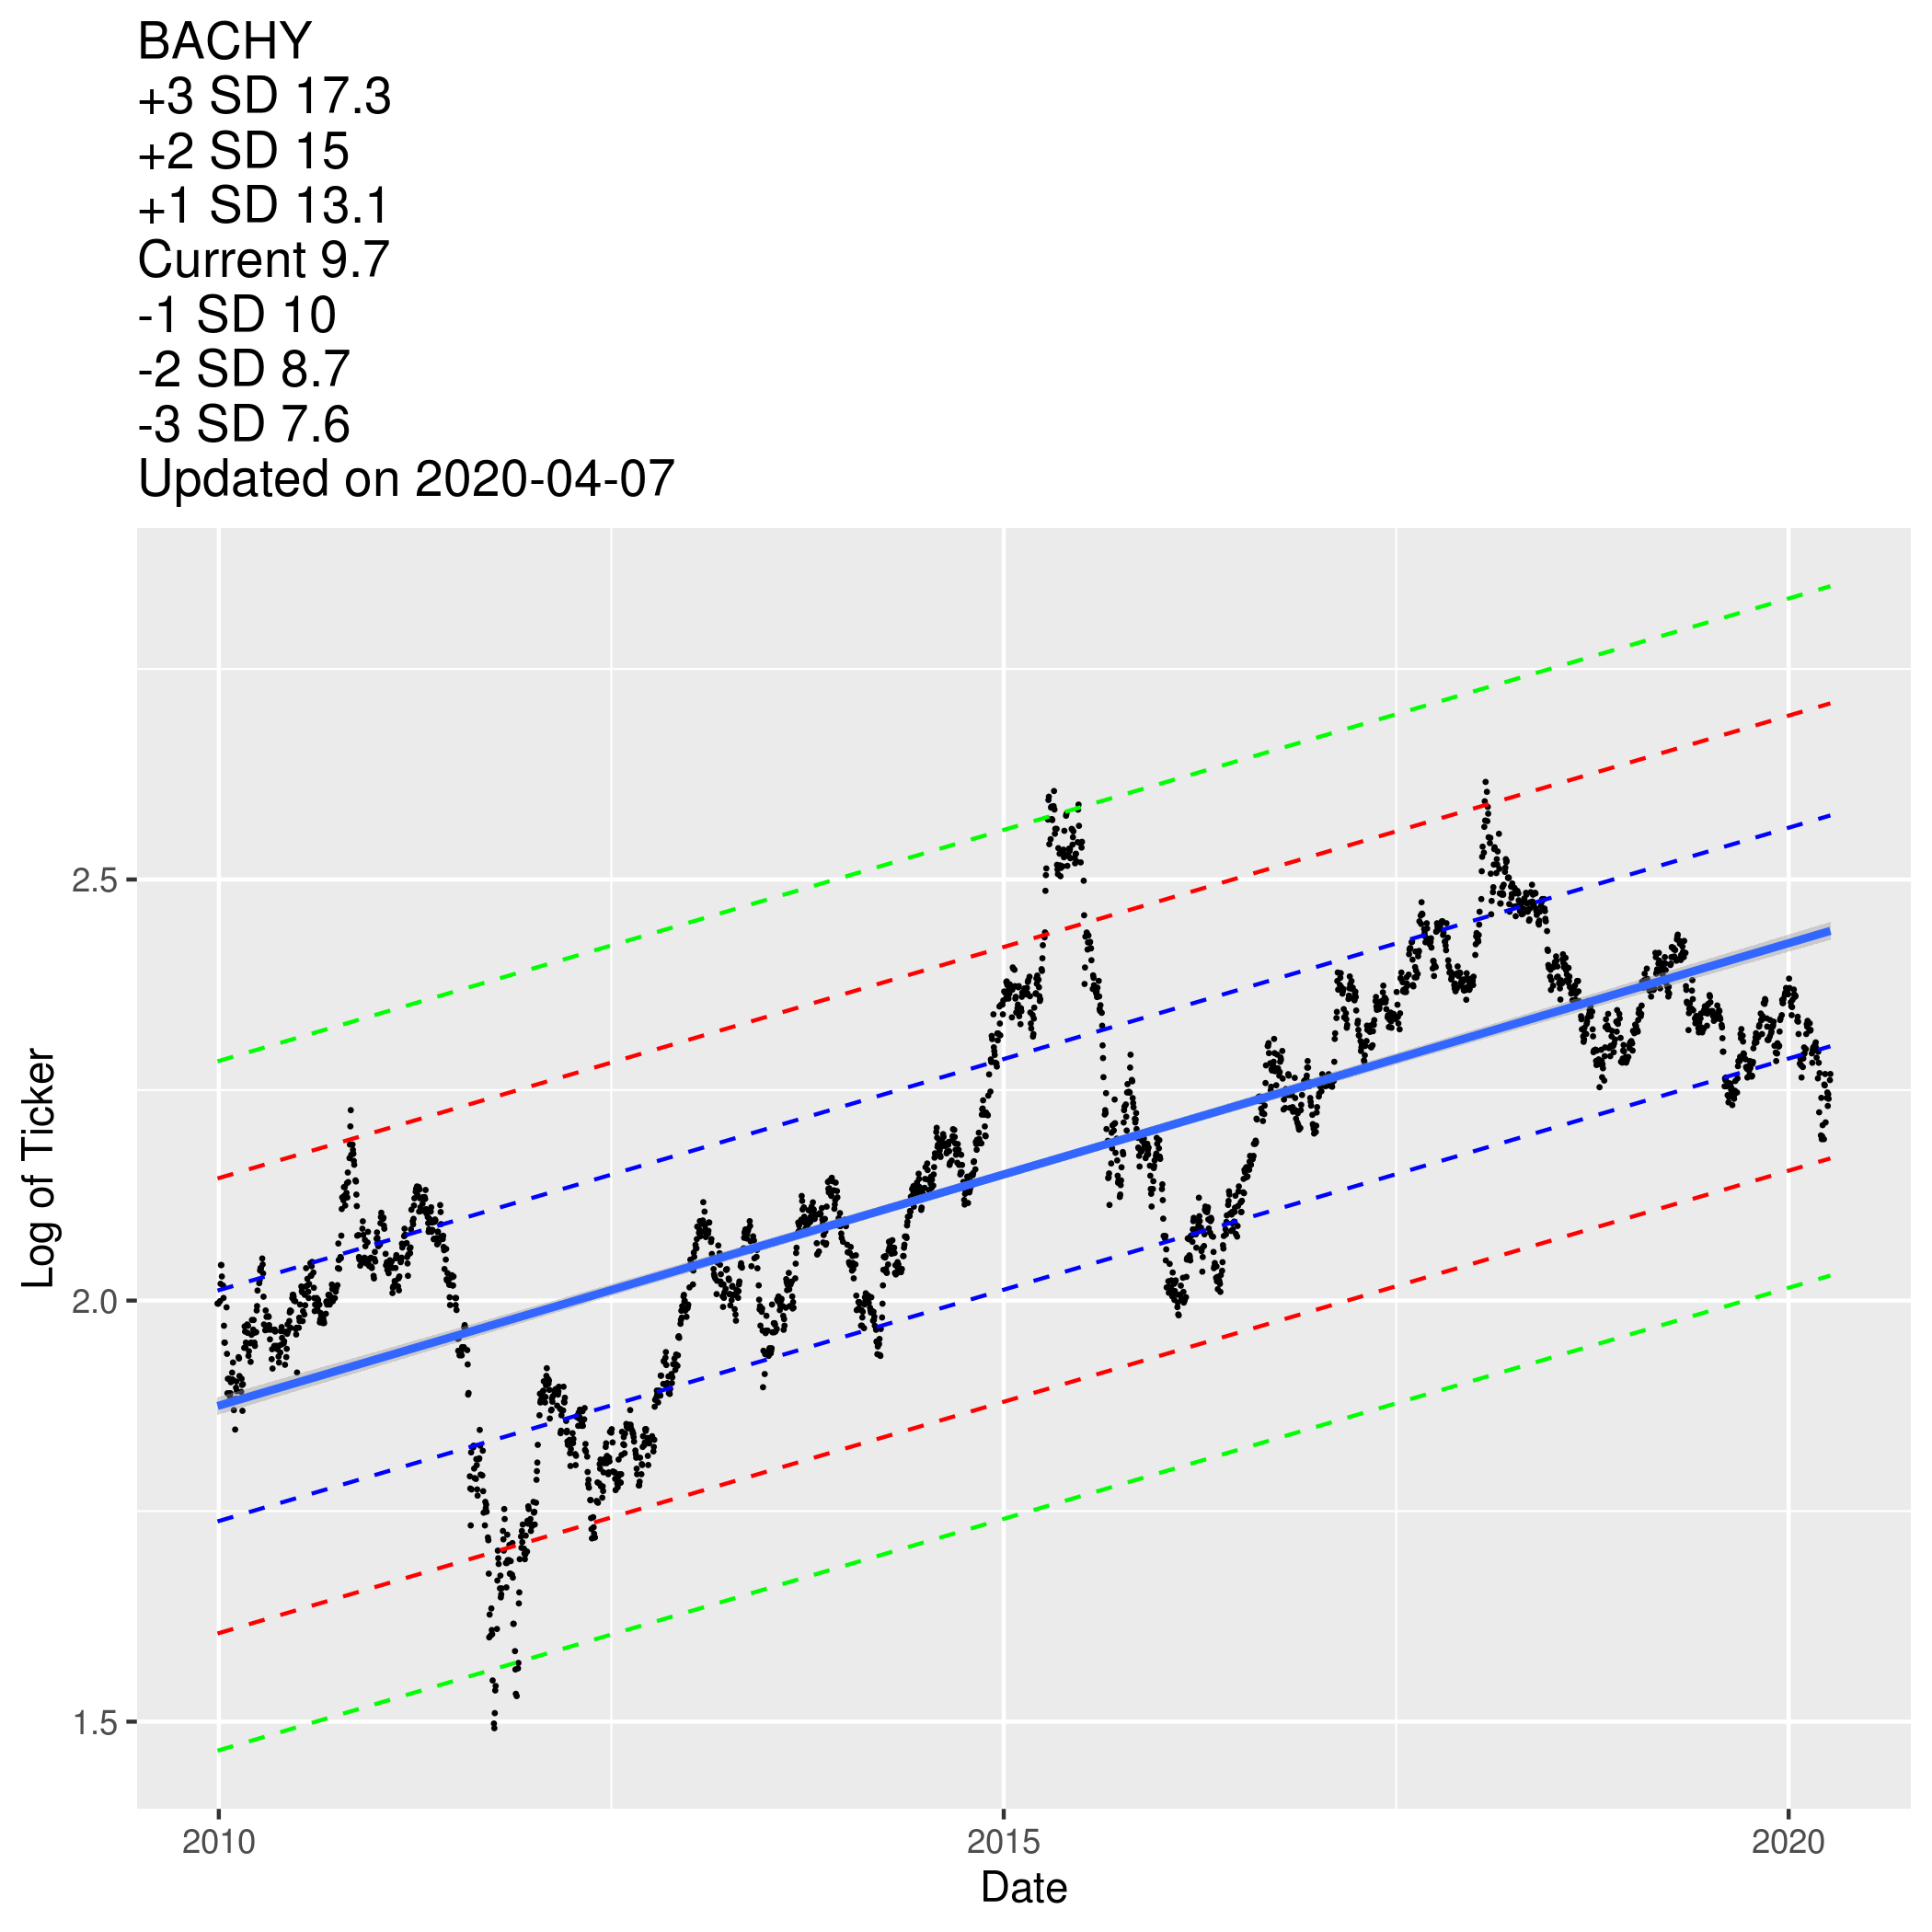 BACHY
+3 SD 17.3
+2 SD 15
+1 SD 13.1
Current 9.7
-1 SD 10
-2 SD 8.7
-3 SD 7.6
Updated on 2020-04-07
Log of Ticker
2.5
2.0
1.5
2010
2015
2020
Date